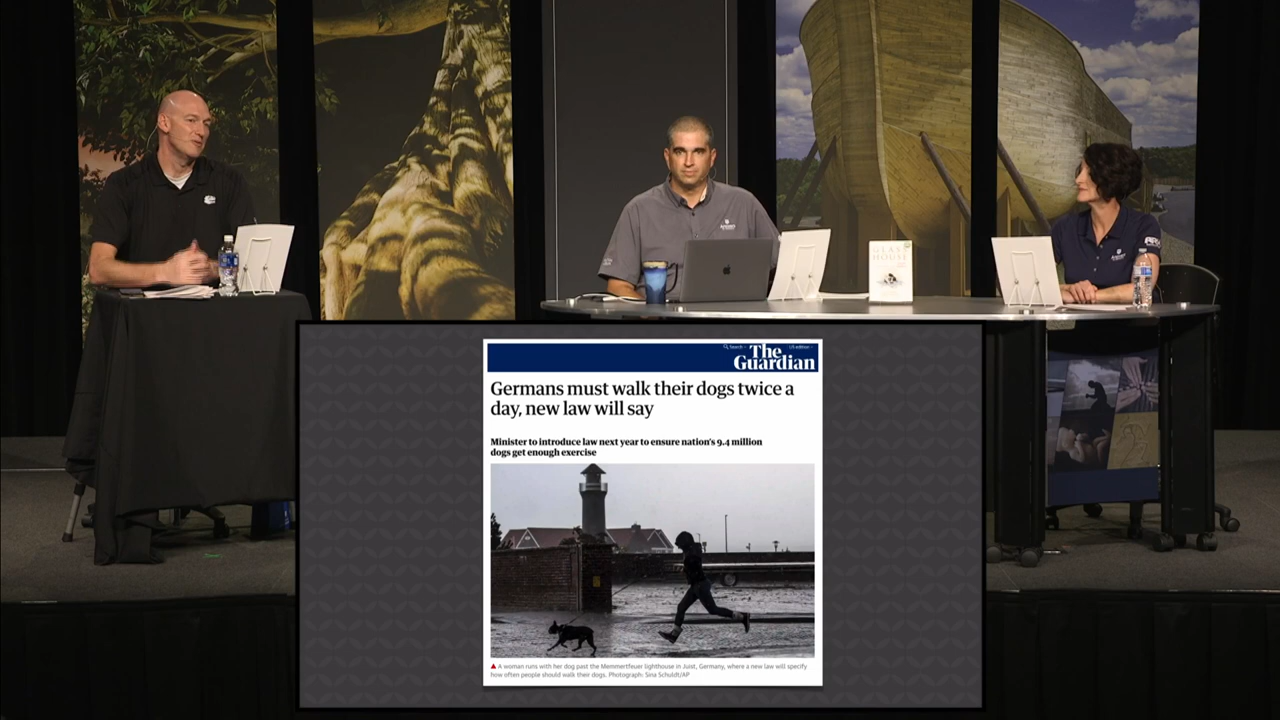 GLASS
HOUSE
Search
US edition
The
Guardian
Germans must walk their dogs twice a
day, new law will say
Minister to introduce law next year to ensure nation's 9.4 million
dogs get enough exercise
A woman runs with her dog past the Memmertfeuer lighthouse in Juist, Germany, where a new law will specify
how often people should walk their dogs. Photograph: Sina Schuldt/AP